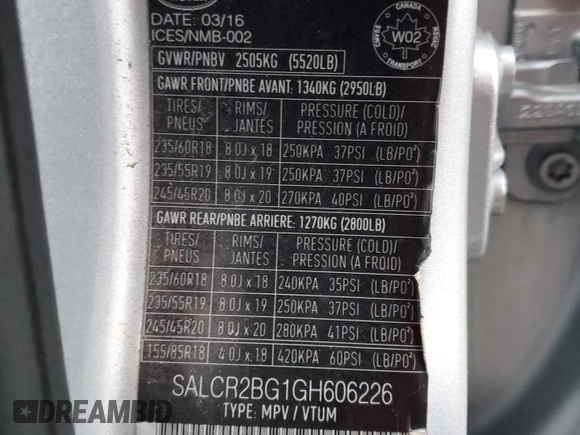 DATE: 03/16
ICES/NMB-002
CMVSS NSVAC
W02
TRANSPORT
GVWR/PNBV 2505KG (5520LB)
GAWR FRONT/PNBE AVANT: 1340KG (2950LB)
TIRES/ RIMS/ PRESSURE (COLD)/
PNEUS JANTES PRESSION (A FROID)
235/60R18 8.0J x 18 250KPA 37PSI (LB/PO²)
235/55R19 8.0J x 19 250KPA 37PSI (LB/PO²)
245/45R20 8.0J x 20 270KPA 40PSI (LB/PO²)
GAWR REAR/PNBE ARRIERE: 1270KG (2800LB)
TIRES/ RIMS/ PRESSURE (COLD)/
PNEUS JANTES PRESSION (A FROID)
235/60R18 8.0J x 18 240KPA 35PSI (LB/PO²)
235/55R19 8.0J x 19 250KPA 37PSI (LB/PO²)
245/45R20 8.0J x 20 280KPA 41PSI (LB/PO²)
155/85R18 4.0J x 18 420KPA 60PSI (LB/PO²)
SALCR2BG1GH606226
TYPE: MPV / VTUM
DREAMBID